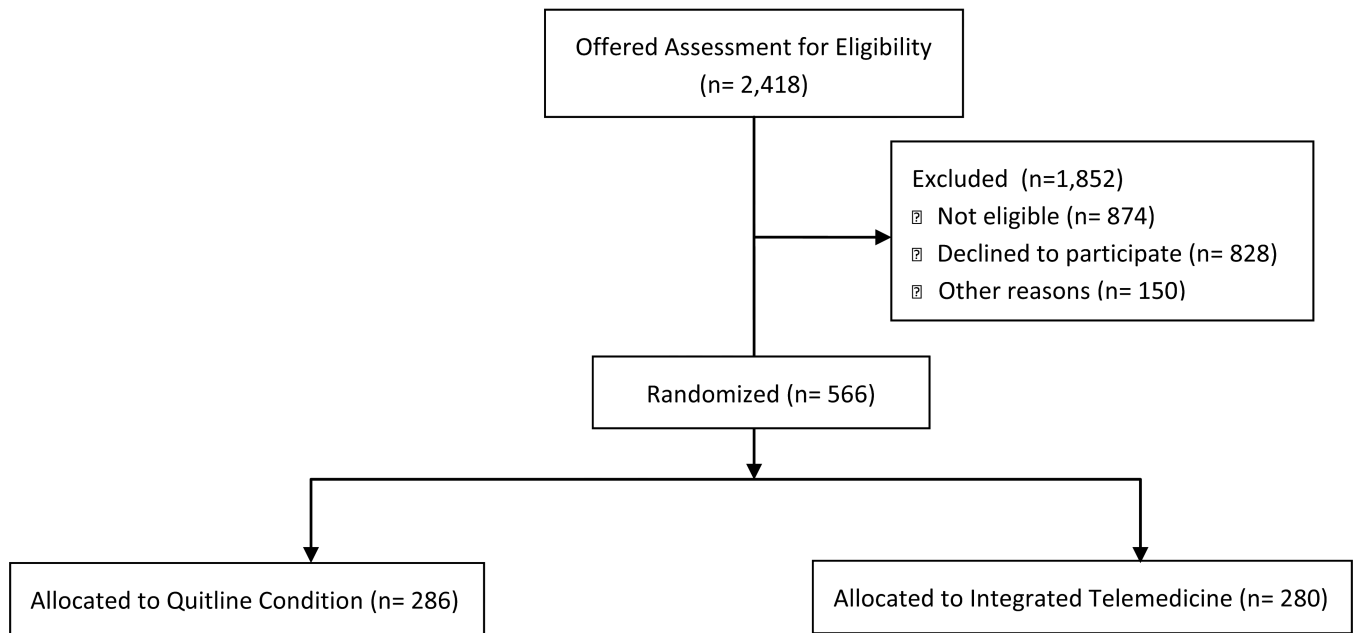 Offered Assessment for Eligibility
(n= 2,418)
Excluded  (n=1,852)
Not eligible (n= 874)
Declined to participate (n= 828)
Other reasons (n= 150)
Randomized (n= 566)
Allocated to Quitline Condition (n= 286)
Allocated to Integrated Telemedicine (n= 280)